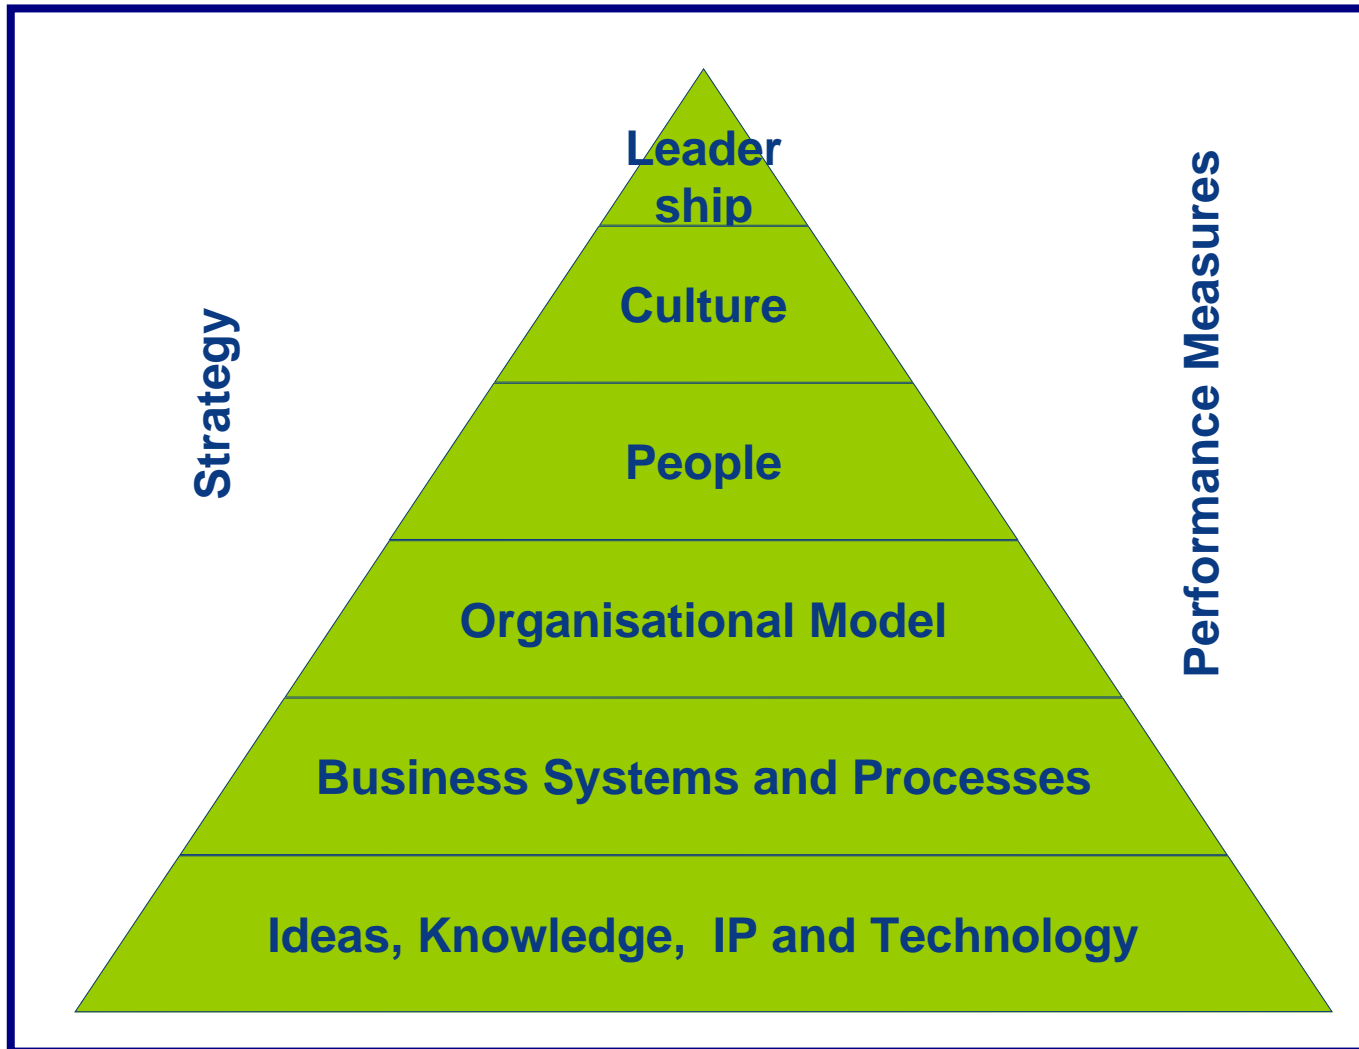 Leader
ship
Culture
People
Organisational Model
Business Systems and Processes
Ideas, Knowledge,  IP and Technology
Strategy
Performance Measures